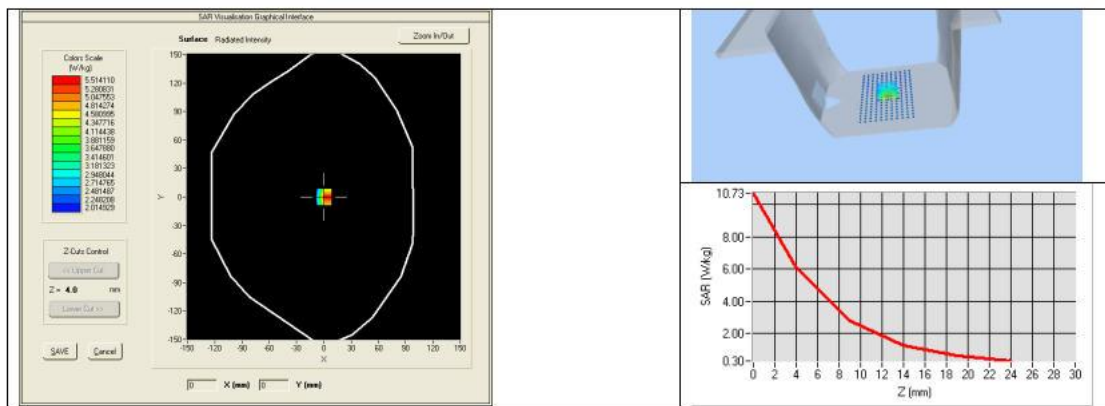 SAR Visualisation Graphical Interface
Surface Radiated Intensity
Zoom In/Out
Colors Scale
(W/kg)
5.514110
5.280831
5.047553
4.814274
4.580995
4.347716
4.114438
3.881159
3.647880
3.414601
3.181323
2.948044
2.714765
2.481487
2.248208
2.014929
Z-Cuts Control
<< Upper Cut
Z = 4.0 mm
Lower Cut >>
SAVE Cancel
150
120
90
60
30
0
-30
-60
-90
-120
-150
Y
-150 -120 -90 -60 -30 0 30 60 90 120 150
X
0 X (mm) 0 Y (mm)
10.73
8.00
6.00
4.00
2.00
0.30
SAR (W/kg)
0 2 4 6 8 10 12 14 16 18 20 22 24 26 28 30
Z (mm)